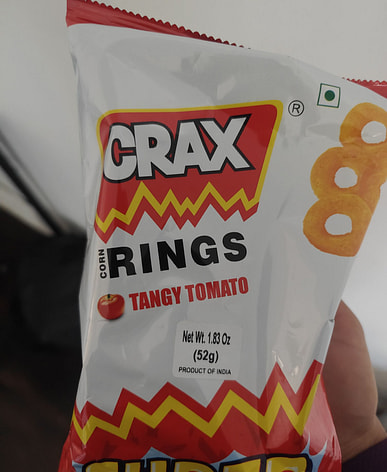 CRAX
®
CORN RINGS
TANGY TOMATO
Net Wt. 1.83 Oz
(52g)
PRODUCT OF INDIA